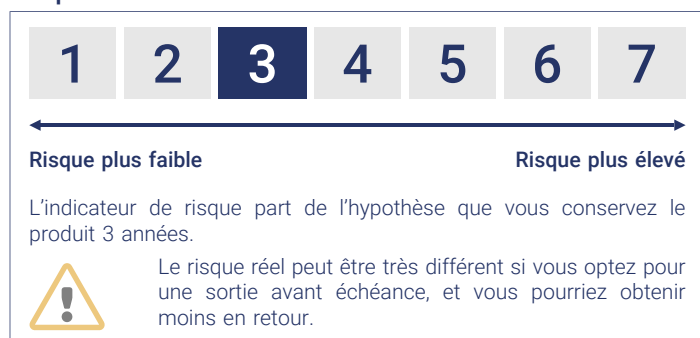 1 2 3 4 5 6 7
Risque plus faible Risque plus élevé
L'indicateur de risque part de l'hypothèse que vous conservez le
produit 3 années.
Le risque réel peut être très différent si vous optez pour
une sortie avant échéance, et vous pourriez obtenir
moins en retour.